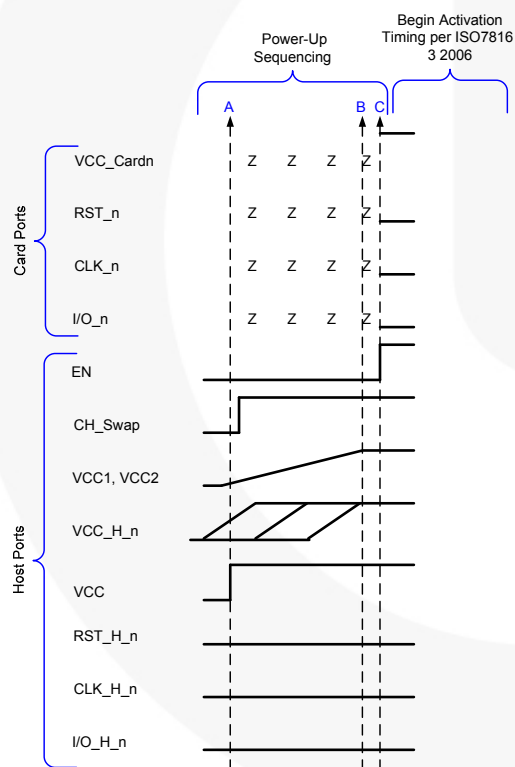 Begin Activation
Timing per ISO7816
3 2006
Power-Up
Sequencing
A B C
VCC_Cardn Z Z Z Z
RST_n Z Z Z Z
CLK_n Z Z Z Z
I/O_n Z Z Z Z
Card Ports
EN
CH_Swap
VCC1, VCC2
VCC_H_n
VCC
RST_H_n
CLK_H_n
I/O_H_n
Host Ports